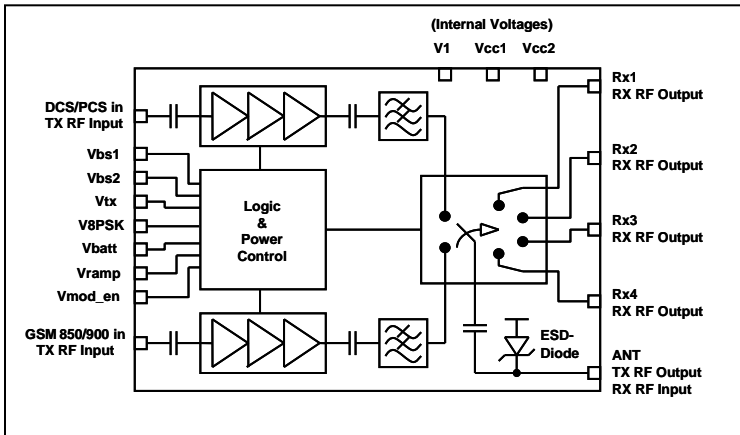 (Internal Voltages)
V1 Vcc1 Vcc2
DCS/PCS in
TX RF Input
Vbs1
Vbs2
Vtx
V8PSK
Vbatt
Vramp
Vmod_en
GSM 850/900 in
TX RF Input
Logic
&
Power
Control
Rx1
RX RF Output
Rx2
RX RF Output
Rx3
RX RF Output
Rx4
RX RF Output
ESD-
Diode
ANT
TX RF Output
RX RF Input